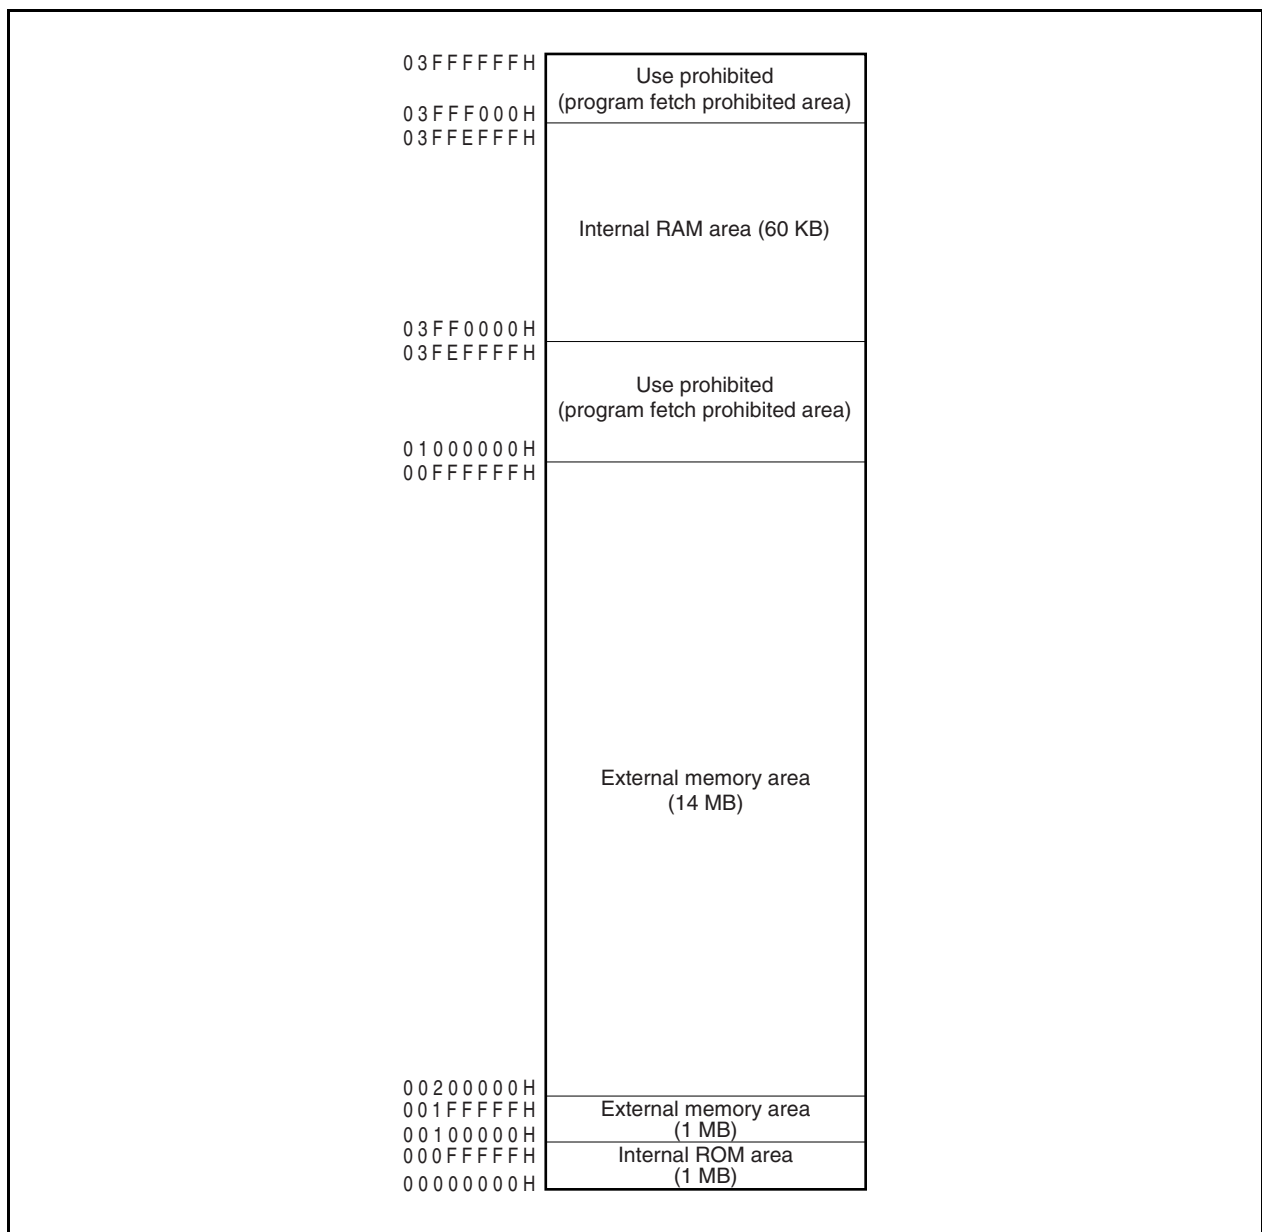 03FFFFFFH
Use prohibited
(program fetch prohibited area)
03FFF000H
03FFEFFFH
Internal RAM area (60 KB)
03FF0000H
03FEFFFFH
Use prohibited
(program fetch prohibited area)
01000000H
00FFFFFFH
External memory area
(14 MB)
00200000H
001FFFFFH
External memory area
(1 MB)
00100000H
000FFFFFH
Internal ROM area
(1 MB)
00000000H